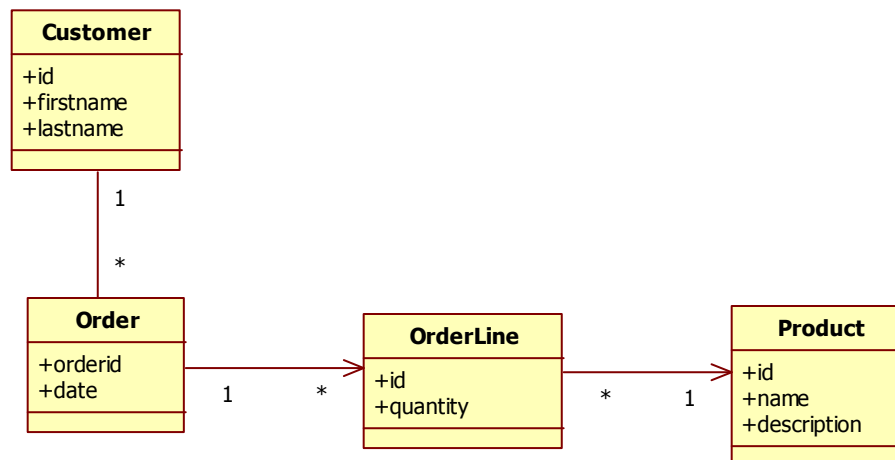 Customer
+id
+firstname
+lastname
1
*
Order
+orderid
+date
1
*
OrderLine
+id
+quantity
*
1
Product
+id
+name
+description